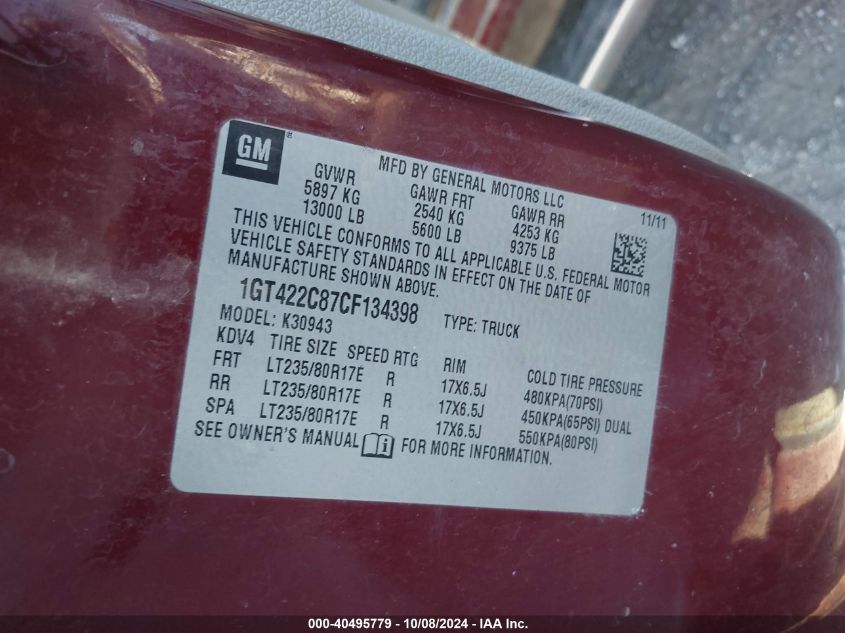 GM ®
MFD BY GENERAL MOTORS LLC
GVWR GAWR FRT GAWR RR 11/11
5897 KG 2540 KG 4253 KG
13000 LB 5600 LB 9375 LB
THIS VEHICLE CONFORMS TO ALL APPLICABLE U.S. FEDERAL MOTOR
VEHICLE SAFETY STANDARDS IN EFFECT ON THE DATE OF
MANUFACTURE SHOWN ABOVE.
1GT422C87CF134398 TYPE: TRUCK
MODEL: K30943
KDV4 TIRE SIZE SPEED RTG RIM COLD TIRE PRESSURE
FRT LT235/80R17E R 17X6.5J 480KPA(70PSI)
RR LT235/80R17E R 17X6.5J 450KPA(65PSI) DUAL
SPA LT235/80R17E R 17X6.5J 550KPA(80PSI)
SEE OWNER'S MANUAL i FOR MORE INFORMATION.
000-40495779 - 10/08/2024 - IAA Inc.